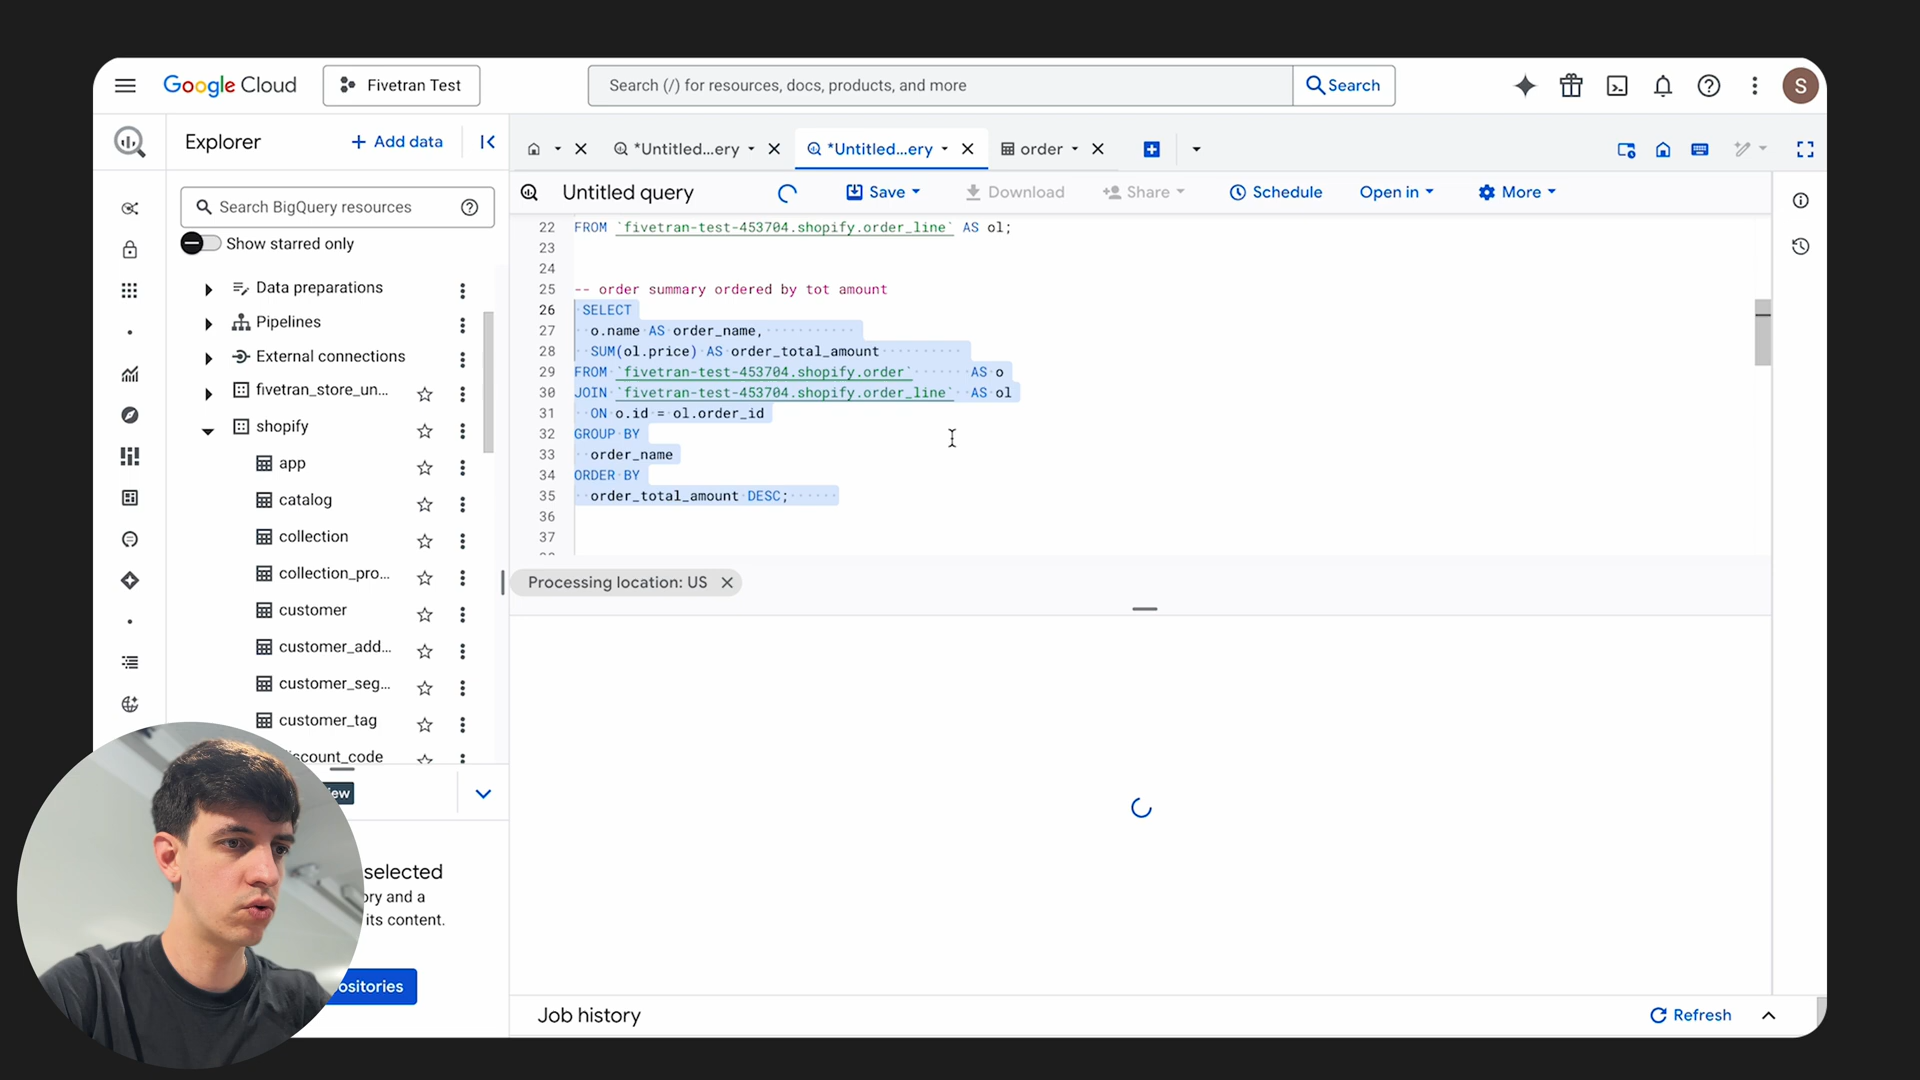 Google Cloud
Fivetran Test
Search (/) for resources, docs, products, and more
Search
S
Explorer
+ Add data
*Untitled...ery
*Untitled...ery
order
Untitled query
Save
Download
Share
Schedule
Open in
More
Search BigQuery resources
Show starred only
Data preparations
Pipelines
External connections
fivetran_store_un...
shopify
app
catalog
collection
collection_pro...
customer
customer_add...
customer_seg...
customer_tag
iscount_code
ew
selected
ory and a
its content.
ositories
22 FROM `fivetran-test-453704.shopify.order_line` AS ol;
23
24
25 -- order summary ordered by tot amount
26 SELECT
27 o.name AS order_name,
28 SUM(ol.price) AS order_total_amount
29 FROM `fivetran-test-453704.shopify.order` AS o
30 JOIN `fivetran-test-453704.shopify.order_line` AS ol
31 ON o.id = ol.order_id
32 GROUP BY
33 order_name
34 ORDER BY
35 order_total_amount DESC;
36
37
Processing location: US
Job history
Refresh